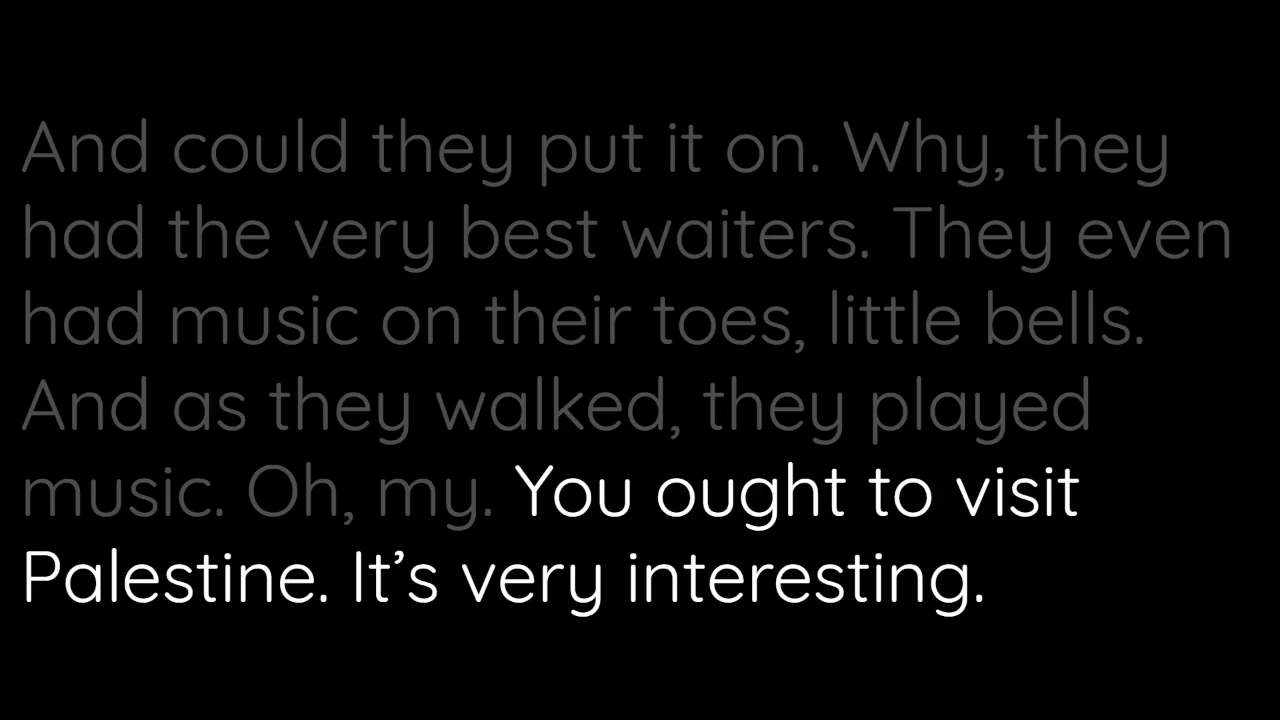 And could they put it on. Why, they
had the very best waiters. They even
had music on their toes, little bells.
And as they walked, they played
music. Oh, my. You ought to visit
Palestine. It’s very interesting.